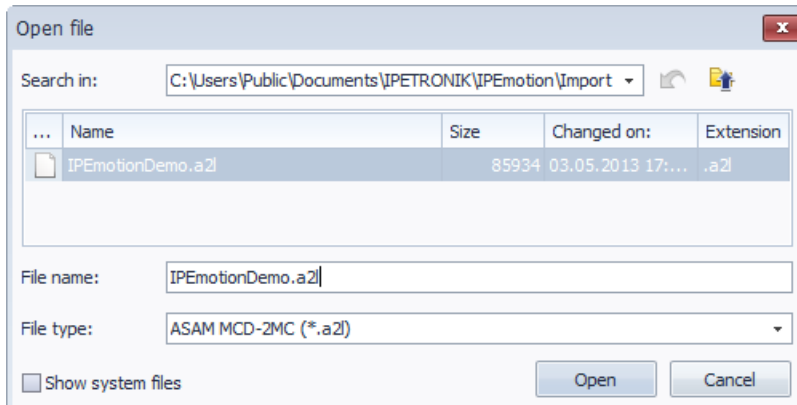 Open file
Search in: C:\Users\Public\Documents\IPETRONIK\IPEmotion\Import
... Name Size Changed on: Extension
IPEmotionDemo.a2l 85934 03.05.2013 17:... .a2l
File name: IPEmotionDemo.a2l
File type: ASAM MCD-2MC (*.a2l)
Show system files Open Cancel